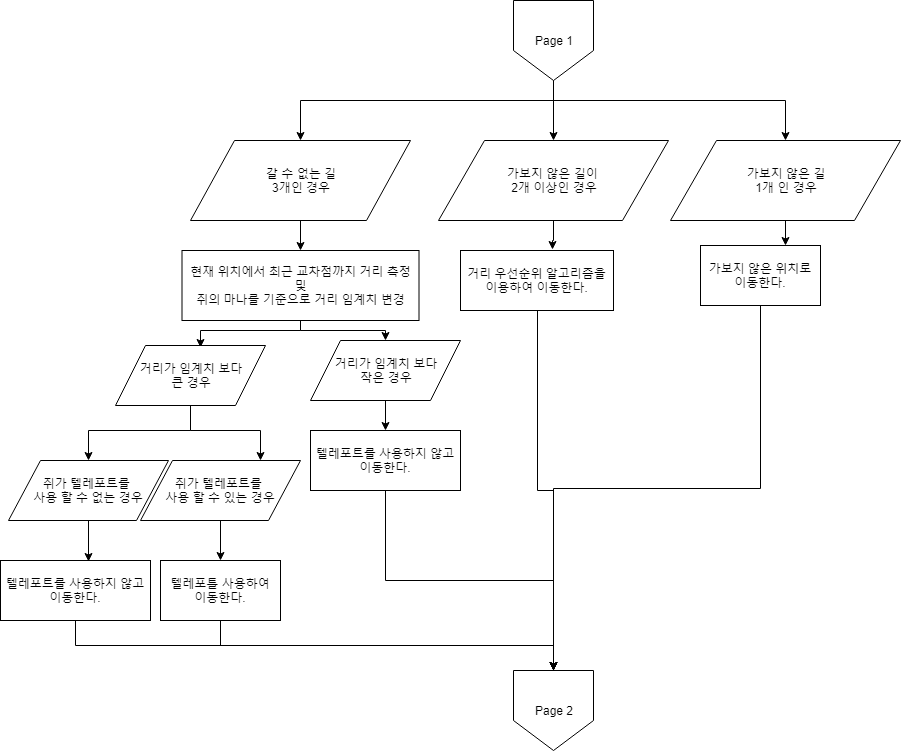 Page 1
갈 수 없는 길
3개인 경우
가보지 않은 길이
2개 이상인 경우
가보지 않은 길
1개 인 경우
현재 위치에서 최근 교차점까지 거리 측정
및
쥐의 마나를 기준으로 거리 임계치 변경
거리 우선순위 알고리즘을
이용하여 이동한다.
가보지 않은 위치로
이동한다.
거리가 임계치 보다
큰 경우
거리가 임계치 보다
작은 경우
텔레포트를 사용하지 않고
이동한다.
쥐가 텔레포트를
사용 할 수 없는 경우
쥐가 텔레포트를
사용 할 수 있는 경우
텔레포트를 사용하지 않고
이동한다.
텔레포틀 사용하여
이동한다.
Page 2